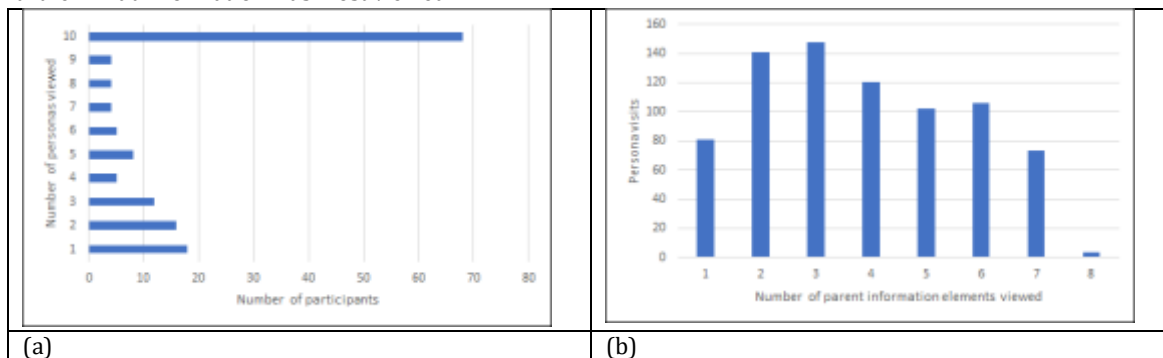 10
9
8
7
6
5
4
3
2
1
Number of personas viewed
0 10 20 30 40 50 60 70 80
Number of participants
(a)
160
140
120
100
80
60
40
20
0
Persona visits
1 2 3 4 5 6 7 8
Number of parent information elements viewed
(b)